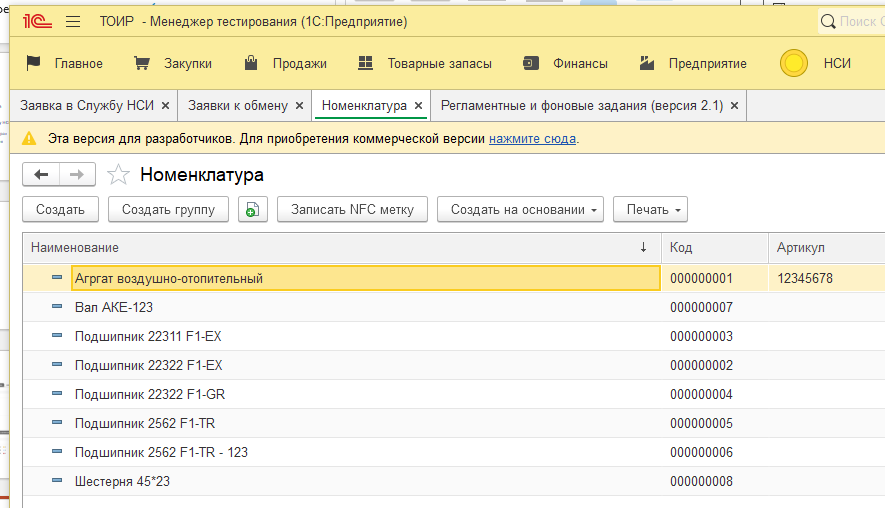 1С ТОИР - Менеджер тестирования (1С:Предприятие) Поиск
Главное Закупки Продажи Товарные запасы Финансы Предприятие НСИ
Заявка в Службу НСИ × Заявки к обмену × Номенклатура × Регламентные и фоновые задания (версия 2.1) ×
Эта версия для разработчиков. Для приобретения коммерческой версии нажмите сюда.
Номенклатура
Создать Создать группу Записать NFC метку Создать на основании Печать
Наименование ↓ Код Артикул
Агргат воздушно-отопительный 000000001 12345678
Вал АКЕ-123 000000007
Подшипник 22311 F1-EX 000000003
Подшипник 22322 F1-EX 000000002
Подшипник 22322 F1-GR 000000004
Подшипник 2562 F1-TR 000000005
Подшипник 2562 F1-TR - 123 000000006
Шестерня 45*23 000000008